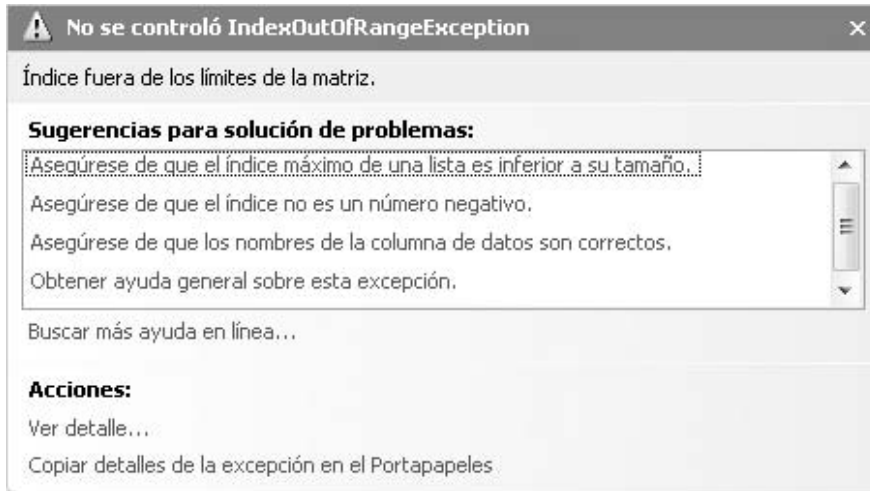 No se controló IndexOutOfRangeException
Índice fuera de los límites de la matriz.
Sugerencias para solución de problemas:
Asegúrese de que el índice máximo de una lista es inferior a su tamaño.
Asegúrese de que el índice no es un número negativo.
Asegúrese de que los nombres de la columna de datos son correctos.
Obtener ayuda general sobre esta excepción.
Buscar más ayuda en línea...
Acciones:
Ver detalle...
Copiar detalles de la excepción en el Portapapeles